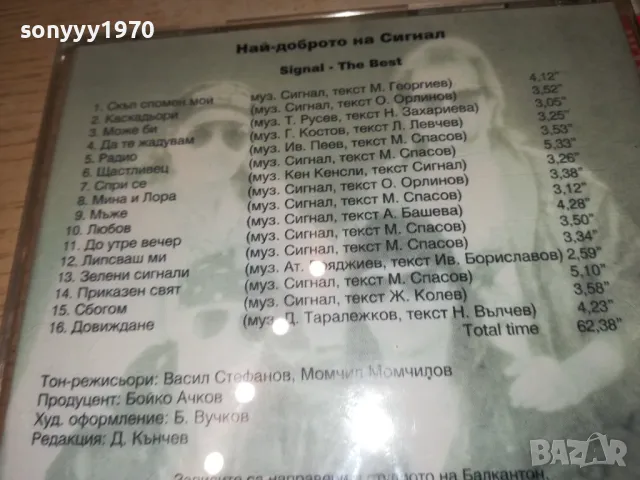 sonyyy1970
Най-доброто на Сигнал
Signal - The Best
1. Скъп спомен мой (муз. Сигнал, текст М. Георгиев) 4,12"
2. Каскадьори (муз. Сигнал, текст О. Орлинов) 3,52"
3. Може би (муз. Т. Русев, текст Н. Захариева) 3,05"
4. Да те жадувам (муз. Г. Костов, текст Л. Левчев) 3,25"
5. Радио (муз. Ив. Пеев, текст М. Спасов) 3,53"
6. Щастливец (муз. Сигнал, текст М. Спасов) 5,33"
7. Спри се (муз. Кен Кенсли, текст Сигнал) 3,26"
8. Мина и Лора (муз. Сигнал, текст О. Орлинов) 3,38"
9. Мъже (муз. Сигнал, текст М. Спасов) 3,12"
10. Любов (муз. Сигнал, текст А. Башева) 4,28"
11. До утре вечер (муз. Сигнал, текст М. Спасов) 3,50"
12. Липсваш ми (муз. Сигнал, текст М. Спасов) 3,34"
13. Зелени сигнали (муз. Ат. Бояджиев, текст Ив. Бориславов) 2,59"
14. Приказен свят (муз. Сигнал, текст М. Спасов) 5,10"
15. Сбогом (муз. Сигнал, текст Ж. Колев) 3,58"
16. Довиждане (муз. Д. Таралежков, текст Н. Вълчев) 4,23"
Total time 62,38"
Тон-режисьори: Васил Стефанов, Момчил Момчилов
Продуцент: Бойко Ачков
Худ. оформление: Б. Вучков
Редакция: Д. Кънчев
Записите са направени в студото на Балкантон,
BAZAR